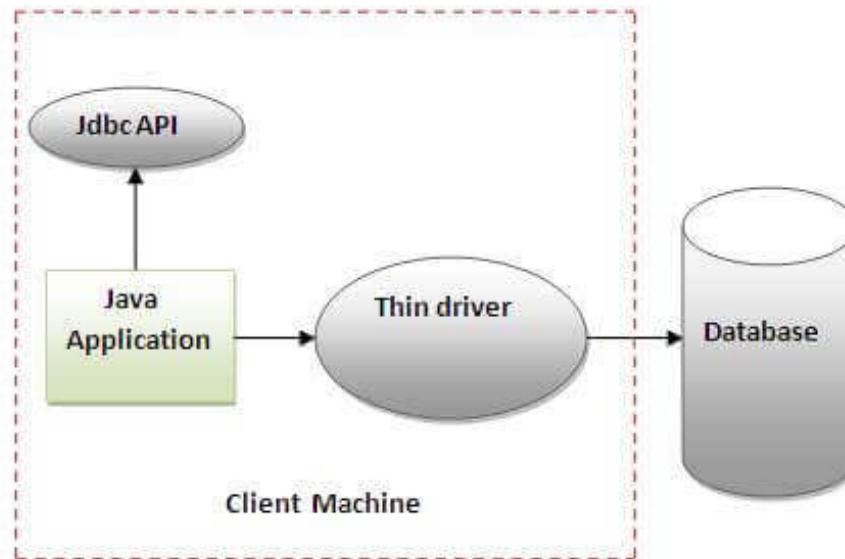 Jdbc API
Java
Application
Thin driver
Database
Client Machine